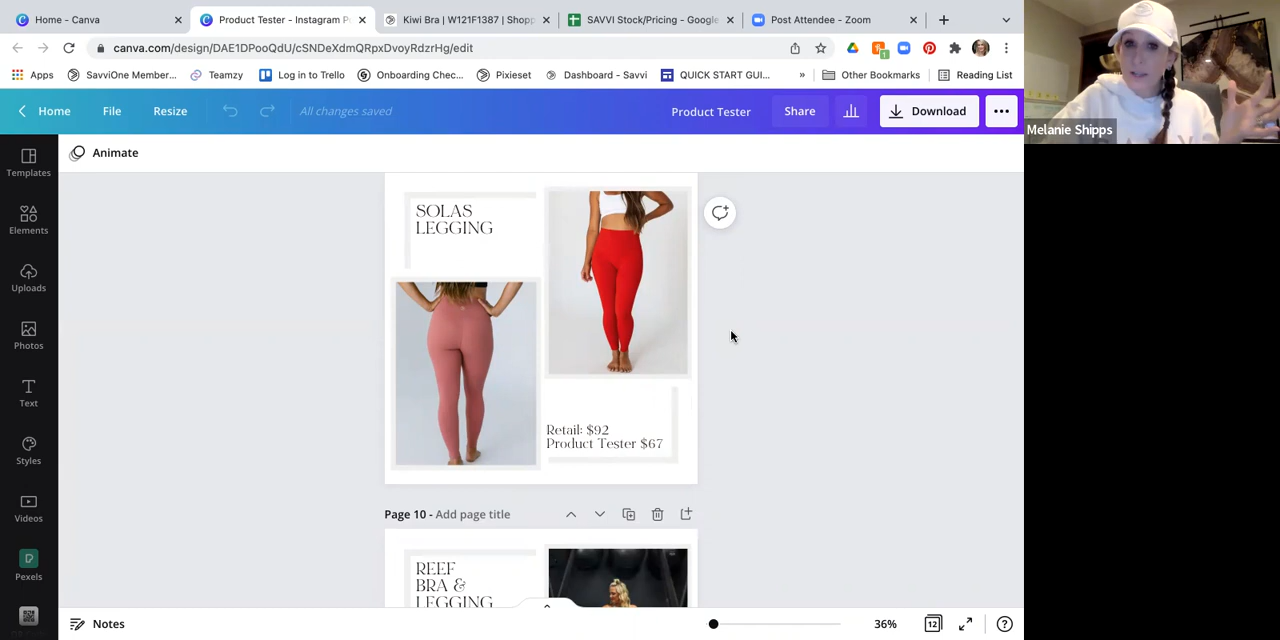 Home - Canva
Product Tester - Instagram P
Kiwi Bra | W121F1387 | Shopp
SAVVI Stock/Pricing - Google
Post Attendee - Zoom
canva.com/design/DAE1DPooQdU/cSNDeXdmQRpxDvoyRdzrHg/edit
1
Apps
SavviOne Member...
Teamzy
Log in to Trello
Onboarding Chec...
Pixieset
Dashboard - Savvi
QUICK START GUI...
»
Other Bookmarks
Reading List
Home
File
Resize
All changes saved
Product Tester
Share
Download
Melanie Shipps
Templates
Elements
Uploads
Photos
Text
Styles
Videos
Pexels
Animate
SOLAS
LEGGING
Retail: $92
Product Tester $67
Page 10 - Add page title
REEF
BRA &
LEGGING
Notes
36%
12